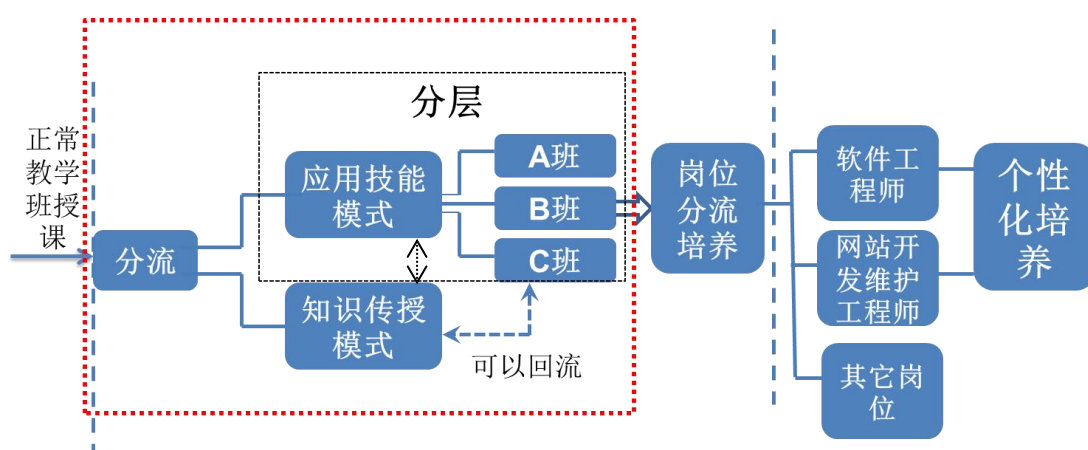 正常
教学
班授
课
分流
分层
应用技能
模式
A班
B班
C班
知识传授
模式
可以回流
岗位
分流
培养
软件工
程师
网站开
发维护
工程师
其它岗
位
个性
化培
养